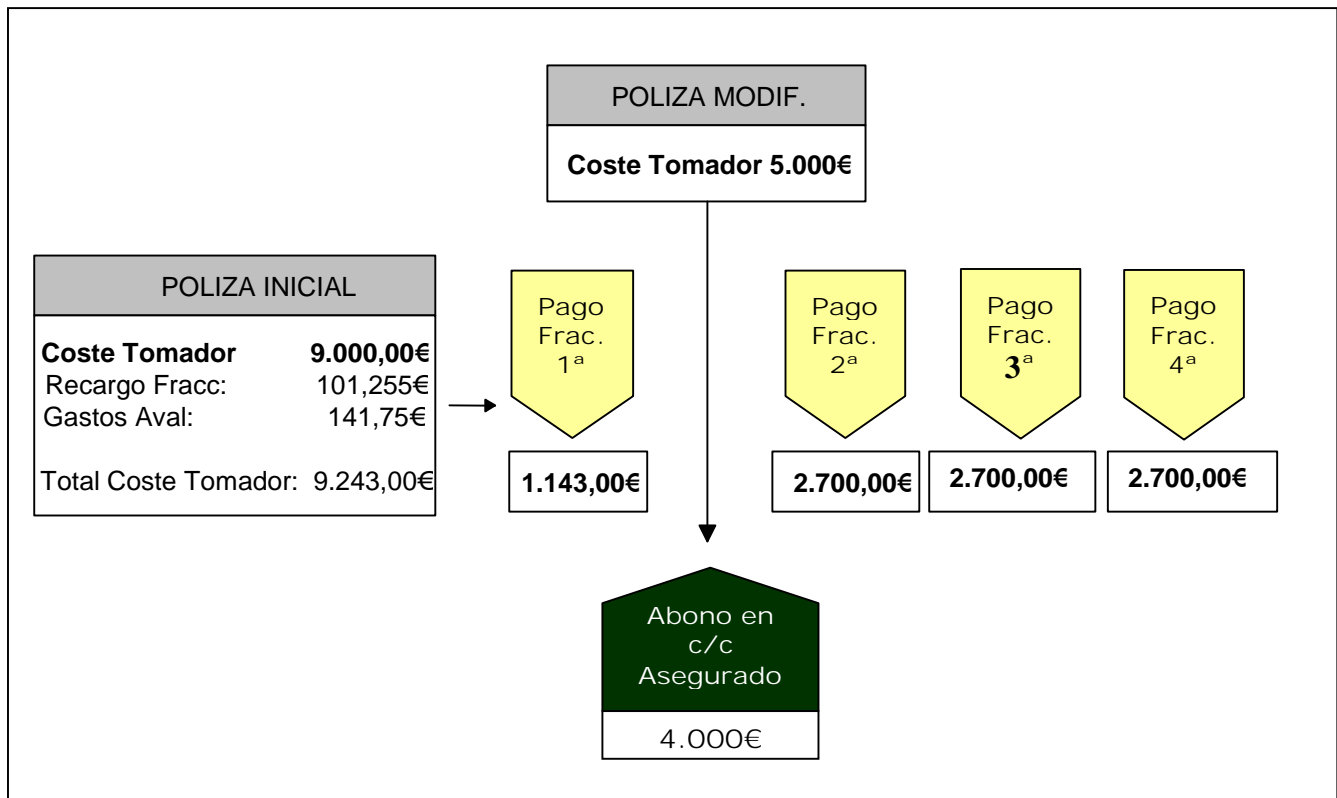 POLIZA MODIF.
Coste Tomador 5.000€
POLIZA INICIAL
Coste Tomador 9.000,00€
Recargo Fracc: 101,255€
Gastos Aval: 141,75€
Total Coste Tomador: 9.243,00€
Pago
Frac.
1ª
1.143,00€
Pago
Frac.
2ª
2.700,00€
Pago
Frac.
3ª
2.700,00€
Pago
Frac.
4ª
2.700,00€
Abono en
c/c
Asegurado
4.000€